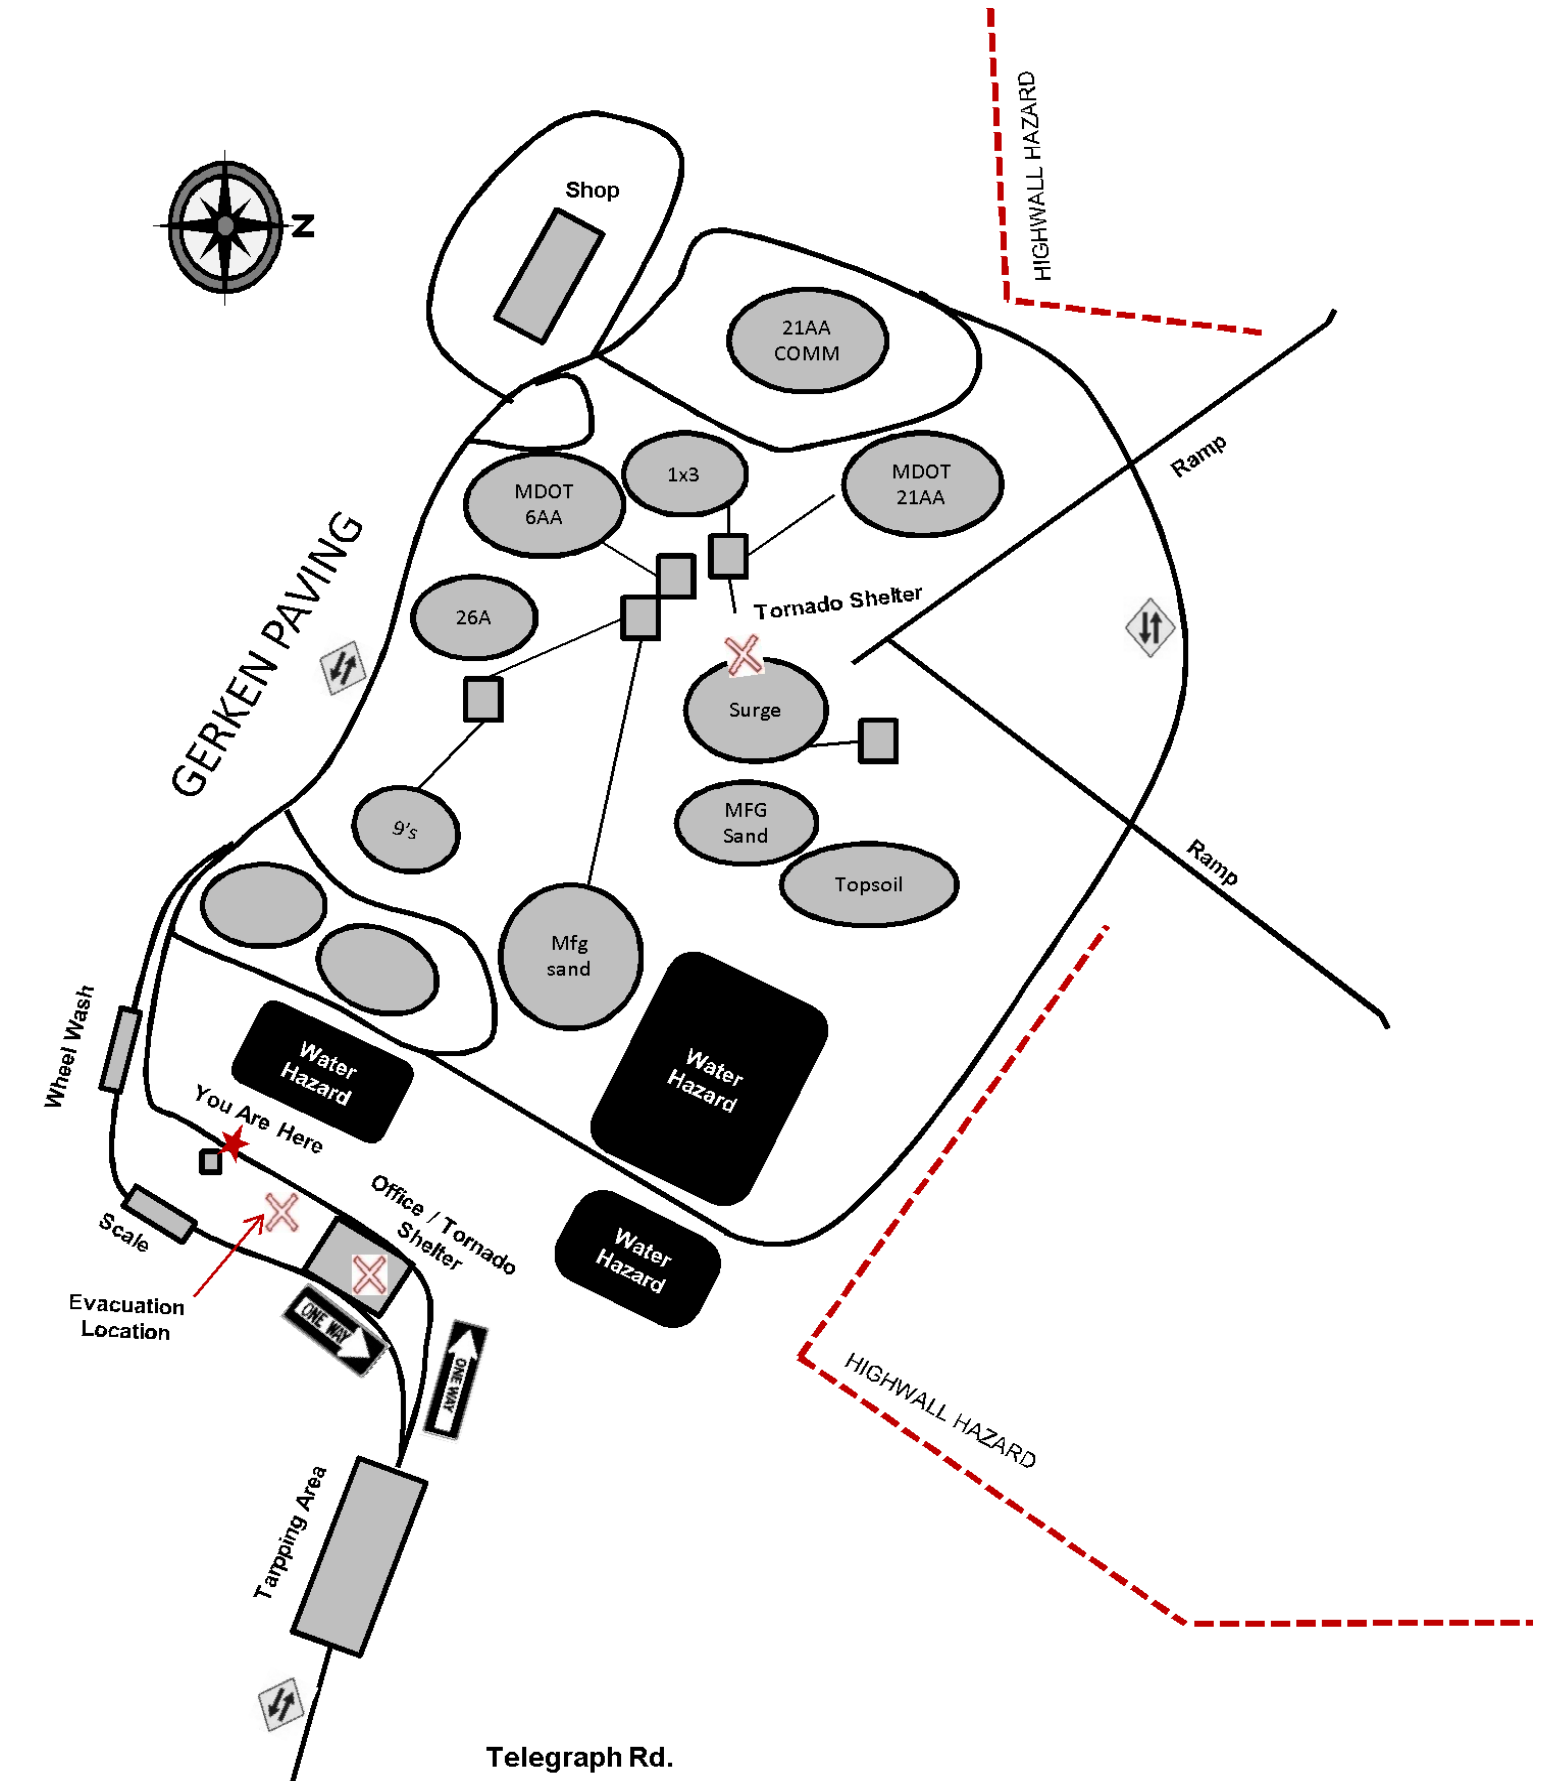 HIGHWALL HAZARD
Shop
N
21AA
COMM
1x3
MDOT
21AA
MDOT
6AA
Ramp
GERKEN PAVING
Tornado Shelter
26A
Surge
MFG
Sand
9's
Topsoil
Ramp
Mfg
sand
Wheel Wash
Water
Hazard
Water
Hazard
You Are Here
Office / Tornado
Shelter
Scale
Water
Hazard
Evacuation
Location
ONE WAY
ONE WAY
HIGHWALL HAZARD
Tarpping Area
Telegraph Rd.